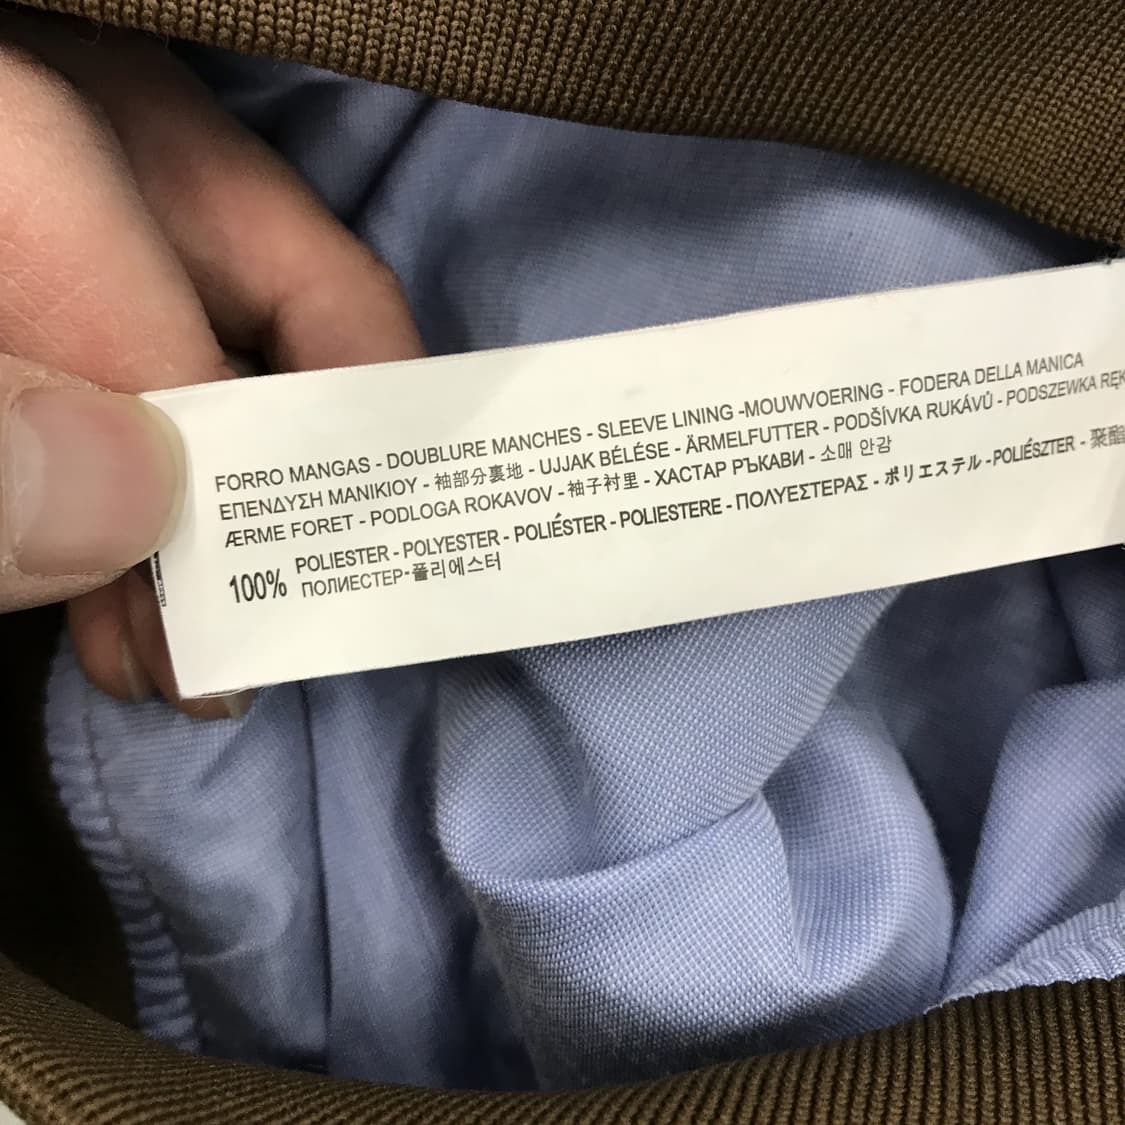 FORRO MANGAS - DOUBLURE MANCHES - SLEEVE LINING -MOUWVOERING - FODERA DELLA MANICA
ΕΠΕΝΔΥΣΗ ΜΑΝΙΚΙΟΥ - 袖部分裏地 - UJJAK BÉLÉSE - ÄRMELFUTTER - PODŠÍVKA RUKÁVŮ - PODSZEWKA
ÆRME FORET - PODLOGA ROKAVOV - 袖子衬里 - ХАСТАР РЪКАВИ - 소매 안감
100% POLIESTER - POLYESTER - POLIÉSTER - POLIESTERE - ΠΟΛΥΕΣΤΕΡΑΣ - ポリエステル -POLIÉSZTER -
ПОЛИЕСТЕР-폴리에스터